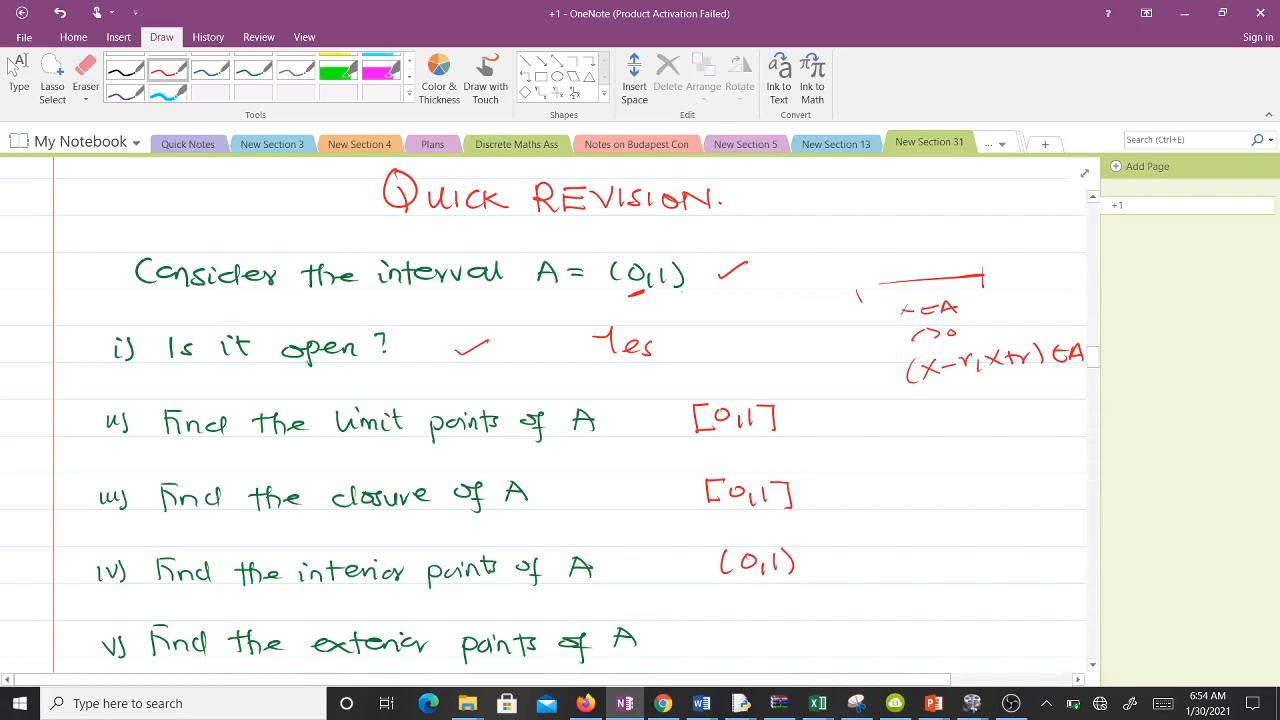 +1 - OneNote (Product Activation Failed)
File Home Insert Draw History Review View
Sign in
Type Lasso Select Eraser
Color & Thickness Draw with Touch
Insert Space Delete Arrange Rotate
Ink to Text Ink to Math
Tools Shapes Edit Convert
My Notebook Quick Notes New Section 3 New Section 4 Plans Discrete Maths Ass Notes on Budapest Con New Section 5 New Section 13 New Section 31 ... + Search (Ctrl+E)
Add Page
+1
QUICK REVISION.
Consider the interval A = (0,1) ✓
x ∈ A
r>0
(x-r, x+r) ∈ A
i) Is it open? ✓ Yes
ii) Find the limit points of A [0,1]
iii) Find the closure of A [0,1]
iv) Find the interior points of A (0,1)
v) Find the exterior points of A
Type here to search
6:54 AM
1/30/2021